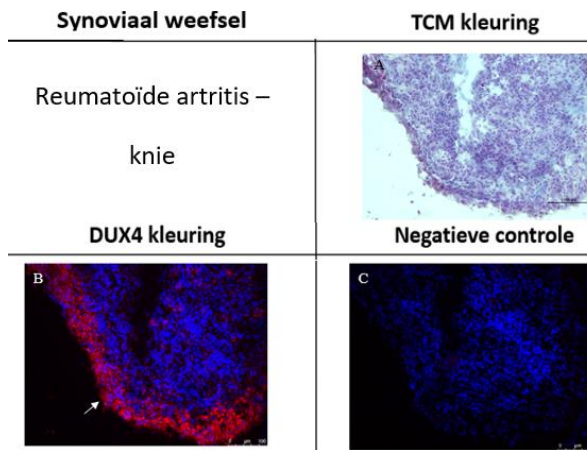 Synoviaal weefsel
TCM kleuring
Reumatoïde artritis –
knie
A
DUX4 kleuring
Negatieve controle
B
C